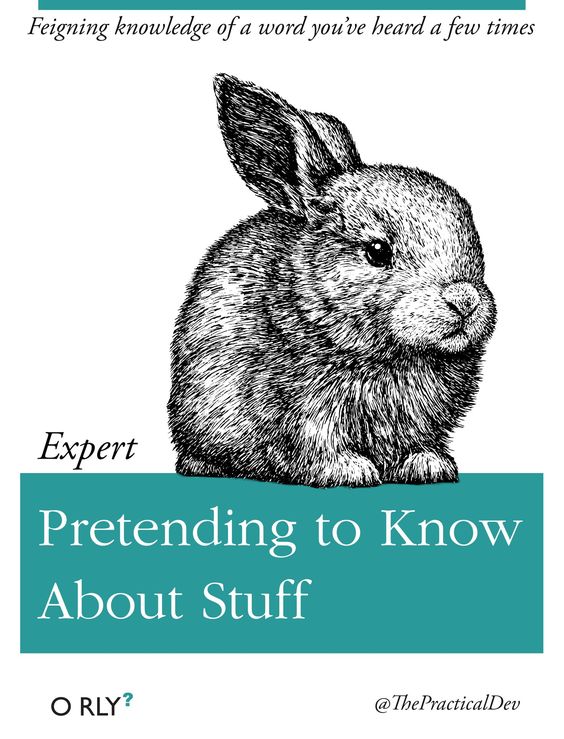 Feigning knowledge of a word you’ve heard a few times
Expert
Pretending to Know
About Stuff
O RLY?
@ThePracticalDev